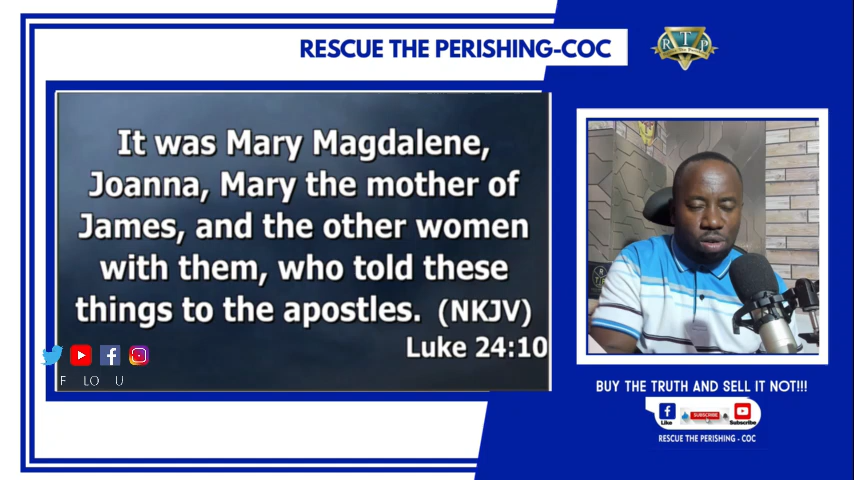 RESCUE THE PERISHING-COC
R T P
It was Mary Magdalene,
Joanna, Mary the mother of
James, and the other women
with them, who told these
things to the apostles. (NKJV)
Luke 24:10
F LO U
BUY THE TRUTH AND SELL IT NOT!!!
SUBSCRIBE
Like Subscribe
RESCUE THE PERISHING - COC